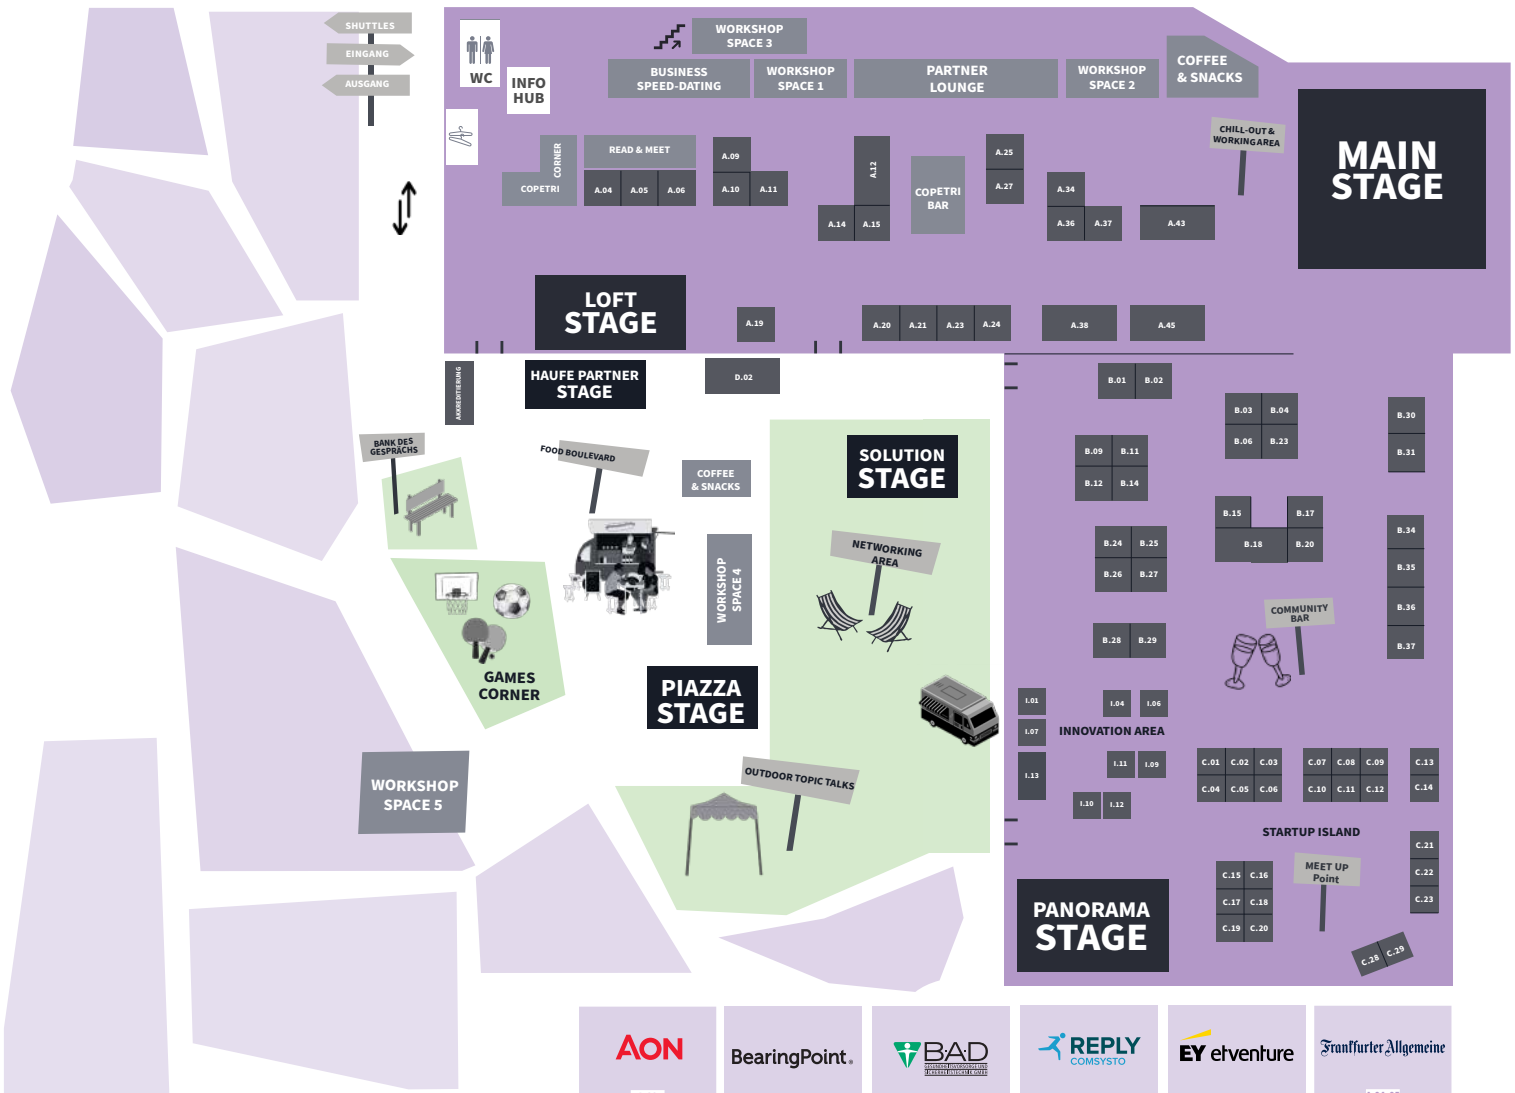 SHUTTLES
EINGANG
AUSGANG
WC
INFO
HUB
WORKSHOP
SPACE 3
BUSINESS
SPEED-DATING
WORKSHOP
SPACE 1
PARTNER
LOUNGE
WORKSHOP
SPACE 2
COFFEE
& SNACKS
CHILL-OUT &
WORKINGAREA
MAIN
STAGE
CORNER
COPETRI
READ & MEET
A.04
A.05
A.06
A.09
A.10
A.11
A.12
A.14
A.15
COPETRI
BAR
A.25
A.27
A.34
A.36
A.37
A.43
LOFT
STAGE
A.19
A.20
A.21
A.23
A.24
A.38
A.45
AKKREDITIERUNG
HAUFE PARTNER
STAGE
D.02
BANK DES
GESPRÄCHS
FOOD BOULEVARD
COFFEE
& SNACKS
SOLUTION
STAGE
NETWORKING
AREA
WORKSHOP
SPACE 4
GAMES
CORNER
PIAZZA
STAGE
WORKSHOP
SPACE 5
OUTDOOR TOPIC TALKS
B.01
B.02
B.03
B.04
B.06
B.23
B.30
B.31
B.09
B.11
B.12
B.14
B.15
B.17
B.18
B.20
B.24
B.25
B.26
B.27
B.34
B.35
B.36
B.37
B.28
B.29
COMMUNITY
BAR
I.01
I.04
I.06
I.07
INNOVATION AREA
I.11
I.09
I.13
I.10
I.12
C.01
C.02
C.03
C.04
C.05
C.06
C.07
C.08
C.09
C.10
C.11
C.12
C.13
C.14
STARTUP ISLAND
C.21
C.22
C.23
MEET UP
Point
C.15
C.16
C.17
C.18
C.19
C.20
C.28
C.29
PANORAMA
STAGE
AON
BearingPoint®
B·A·D
GESUNDHEITSVORSORGE UND
SICHERHEITSTECHNIK GMBH
REPLY
COMSYSTO
EY etventure
Frankfurter Allgemeine